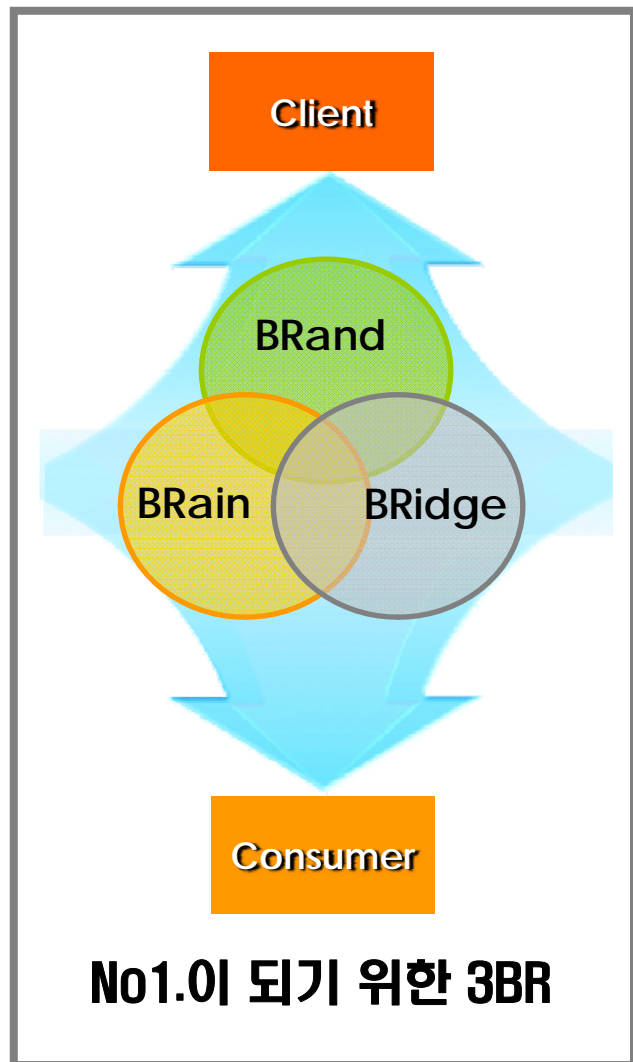 Client
BRand
BRain BRidge
Consumer
No1.이 되기 위한 3BR